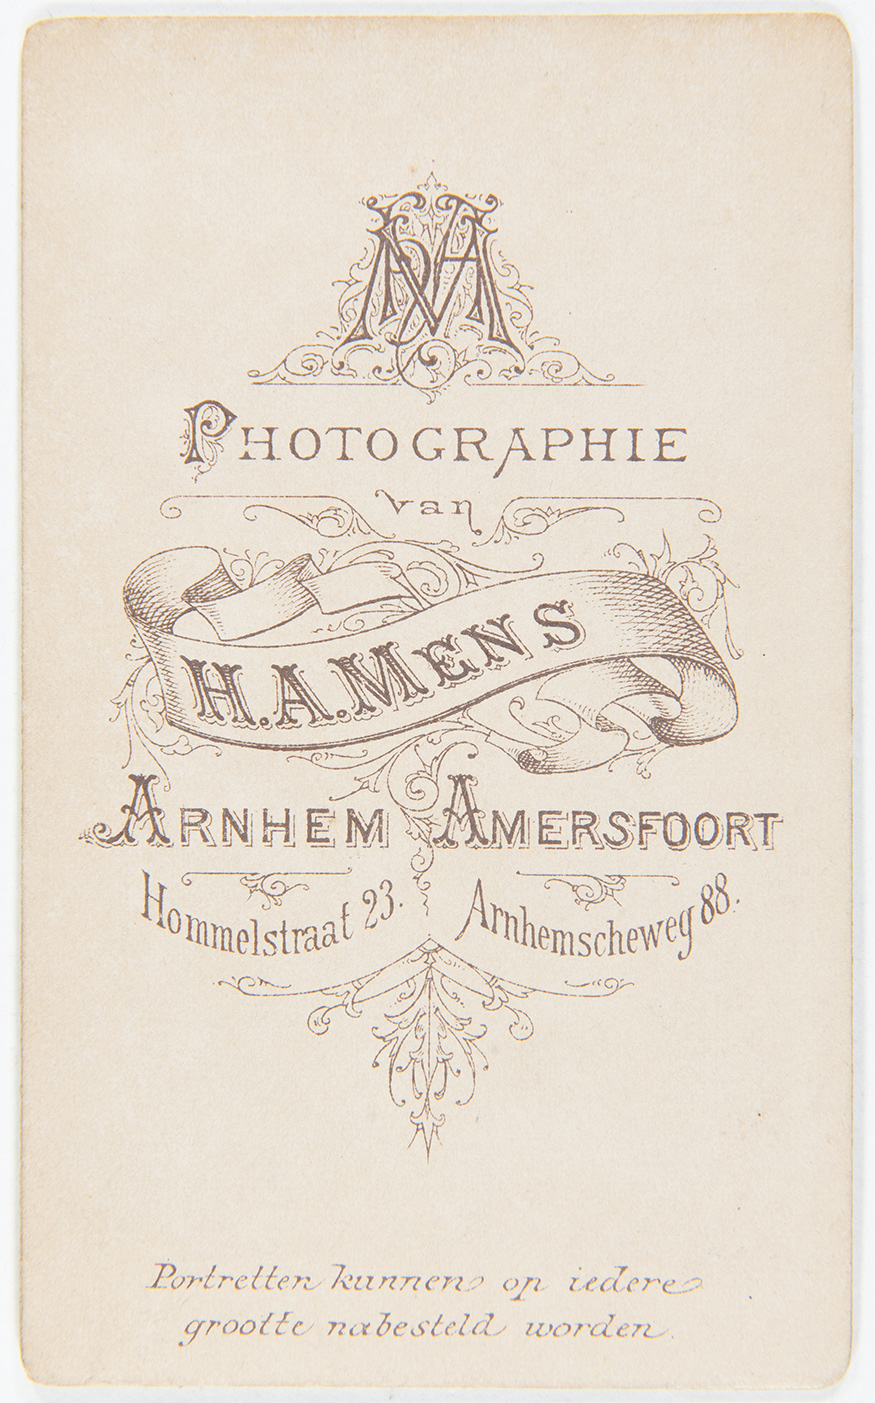 PHOTOGRAPHIE
van
H.A. MENS
ARNHEM AMERSFOORT
Hommelstraat 23. Arnhemscheweg 88.
Portretten kunnen op iedere
grootte nabesteld worden.